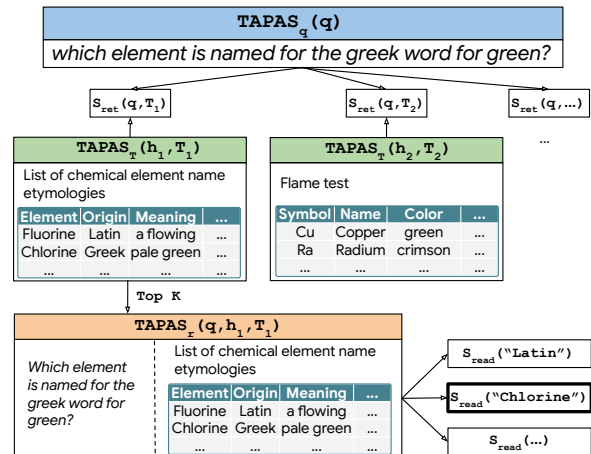 TAPAS_q(q)
which element is named for the greek word for green?
S_ret(q,T_1)
S_ret(q,T_2)
S_ret(q,…)
...
TAPAS_T(h_1,T_1)
List of chemical element name
etymologies
Element Origin Meaning ...
Fluorine Latin a flowing ...
Chlorine Greek pale green ...
... ... ... ...
TAPAS_T(h_2,T_2)
Flame test
Symbol Name Color ...
Cu Copper green ...
Ra Radium crimson ...
... ... ... ...
Top K
TAPAS_r(q,h_1,T_1)
Which element
is named for the
greek word for
green?
List of chemical element name
etymologies
Element Origin Meaning ...
Fluorine Latin a flowing ...
Chlorine Greek pale green ...
... ... ... ...
S_read("Latin")
S_read("Chlorine")
S_read(…)